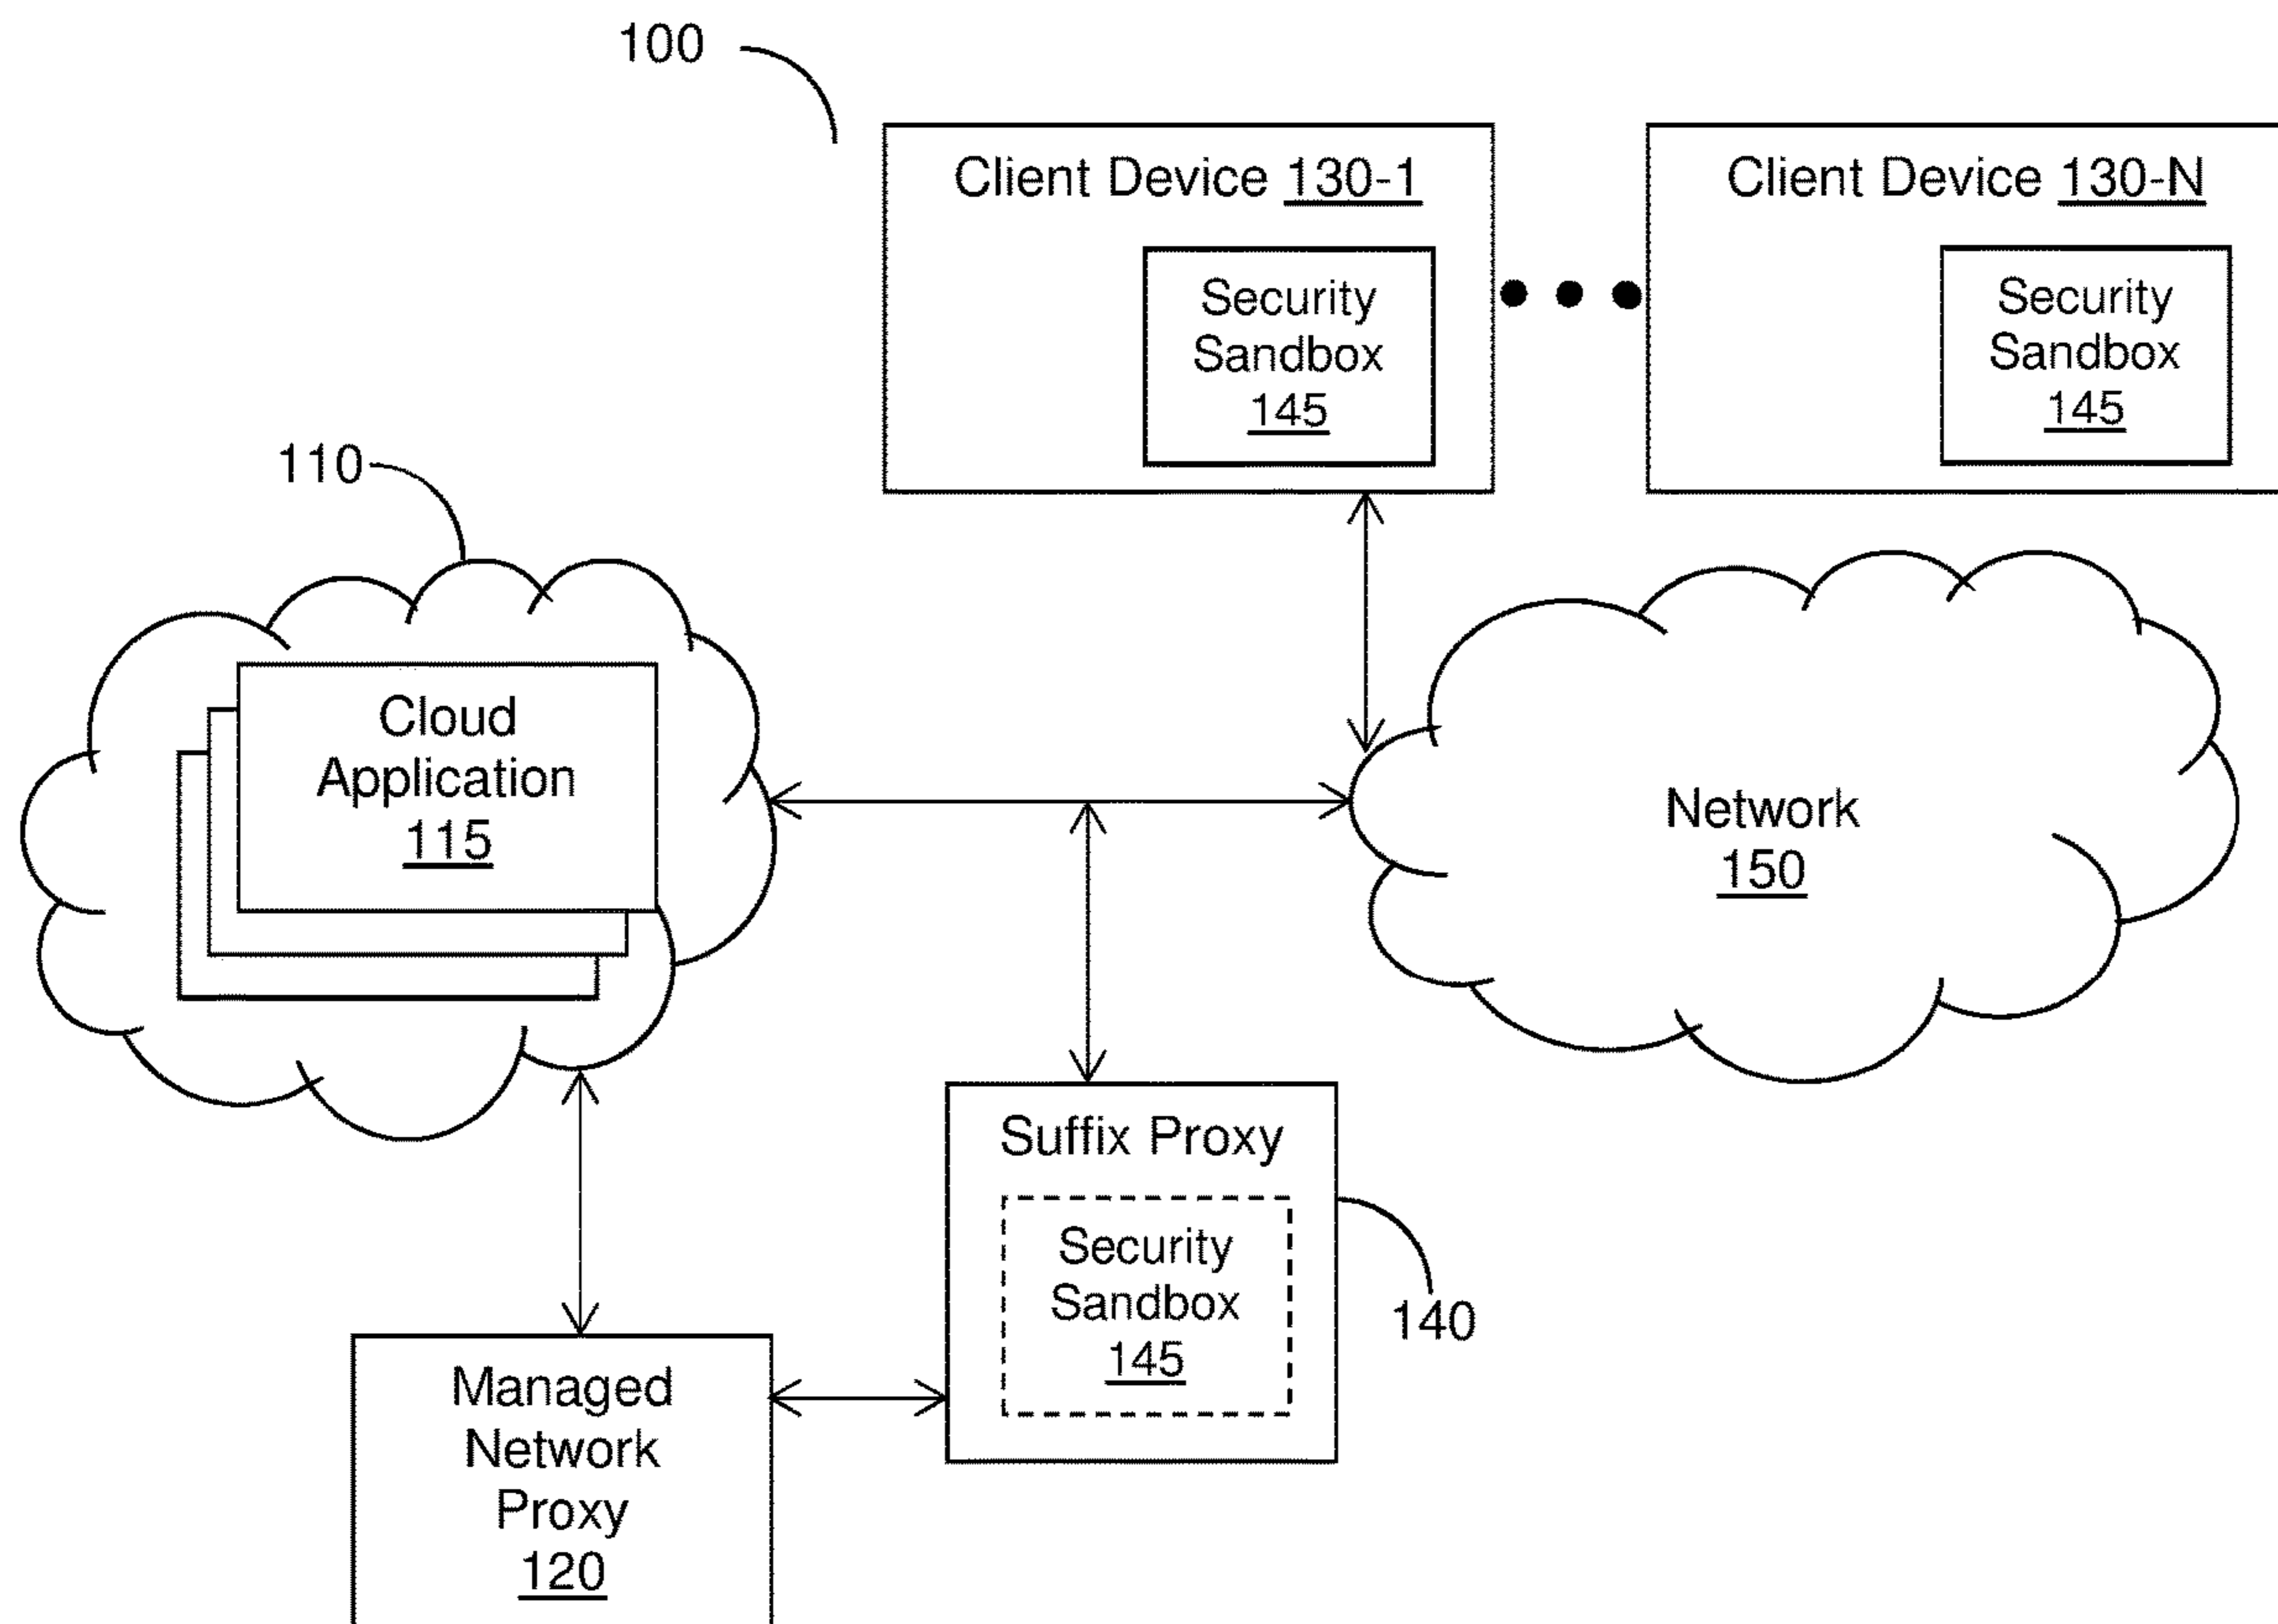 100
Client Device 130-1
Security
Sandbox
145
Client Device 130-N
Security
Sandbox
145
110
Cloud
Application
115
Network
150
Suffix Proxy
Security
Sandbox
145
140
Managed
Network
Proxy
120